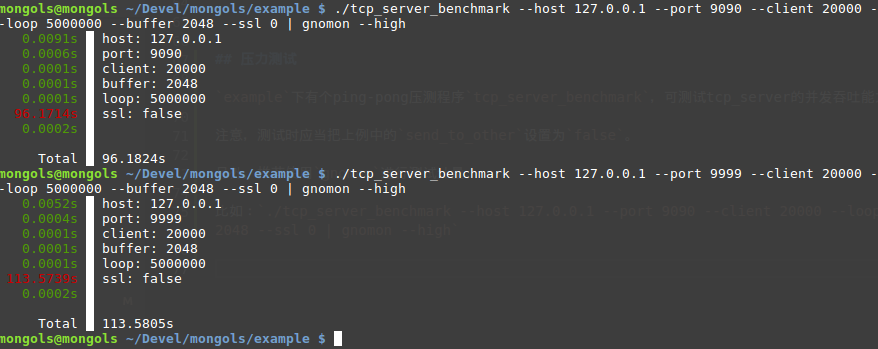 mongols@mongols ~/Devel/mongols/example $ ./tcp_server_benchmark --host 127.0.0.1 --port 9090 --client 20000 -
-loop 5000000 --buffer 2048 --ssl 0 | gnomon --high
0.0091s host: 127.0.0.1
0.0006s port: 9090
0.0001s client: 20000
0.0001s buffer: 2048
0.0001s loop: 5000000
96.1714s ssl: false
0.0002s
Total 96.1824s
mongols@mongols ~/Devel/mongols/example $ ./tcp_server_benchmark --host 127.0.0.1 --port 9999 --client 20000 -
-loop 5000000 --buffer 2048 --ssl 0 | gnomon --high
0.0052s host: 127.0.0.1
0.0004s port: 9999
0.0001s client: 20000
0.0001s buffer: 2048
0.0001s loop: 5000000
113.5739s ssl: false
0.0002s
Total 113.5805s
mongols@mongols ~/Devel/mongols/example $